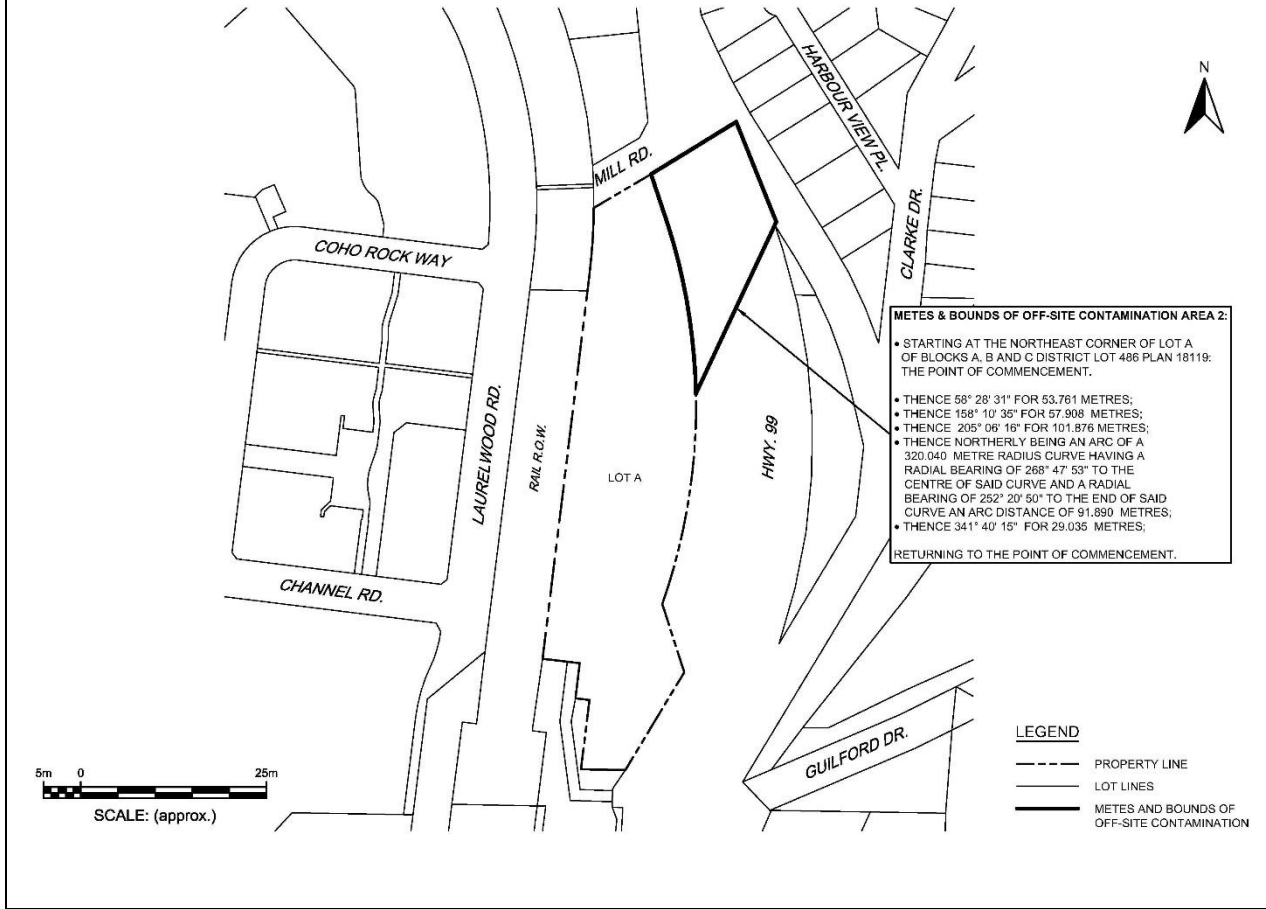 N
HARBOUR VIEW PL.
MILL RD.
CLARKE DR.
COHO ROCK WAY
METES & BOUNDS OF OFF-SITE CONTAMINATION AREA 2:
• STARTING AT THE NORTHEAST CORNER OF LOT A
OF BLOCKS A, B AND C DISTRICT LOT 486 PLAN 18119:
THE POINT OF COMMENCEMENT.
• THENCE 58° 28' 31" FOR 53.761 METRES;
• THENCE 158° 10' 35" FOR 57.908 METRES;
• THENCE 205° 06' 16" FOR 101.876 METRES;
• THENCE NORTHERLY BEING AN ARC OF A
320.040 METRE RADIUS CURVE HAVING A
RADIAL BEARING OF 268° 47' 53" TO THE
CENTRE OF SAID CURVE AND A RADIAL
BEARING OF 252° 20' 50" TO THE END OF SAID
CURVE AN ARC DISTANCE OF 91.890 METRES;
• THENCE 341° 40' 15" FOR 29.035 METRES;
RETURNING TO THE POINT OF COMMENCEMENT.
LAURELWOOD RD.
RAIL R.O.W.
LOT A
HWY. 99
CHANNEL RD.
GUILFORD DR.
5m 0 25m
SCALE: (approx.)
LEGEND
PROPERTY LINE
LOT LINES
METES AND BOUNDS OF
OFF-SITE CONTAMINATION